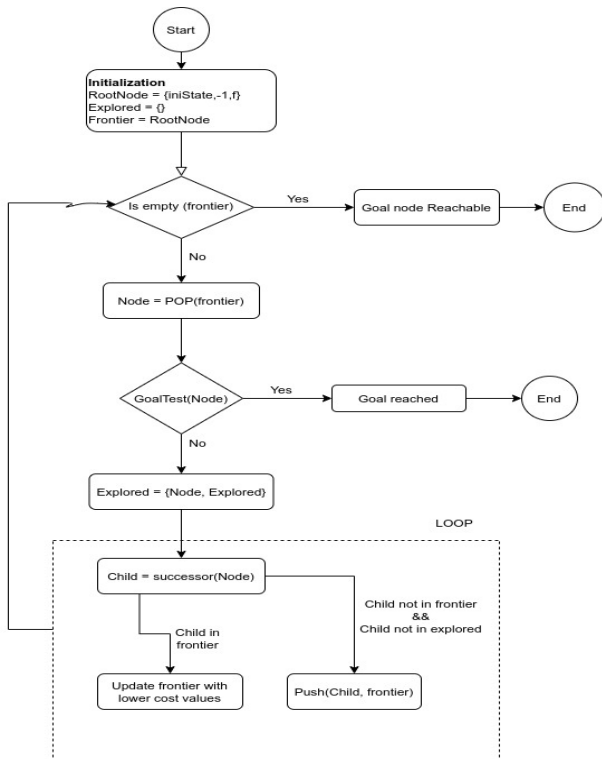 Start
Initialization
RootNode = {iniState,-1,f}
Explored = {}
Frontier = RootNode
Is empty (frontier)
Yes
Goal node Reachable
End
No
Node = POP(frontier)
GoalTest(Node)
Yes
Goal reached
End
No
Explored = {Node, Explored}
LOOP
Child = successor(Node)
Child not in frontier
&&
Child not in explored
Child in
frontier
Update frontier with
lower cost values
Push(Child, frontier)